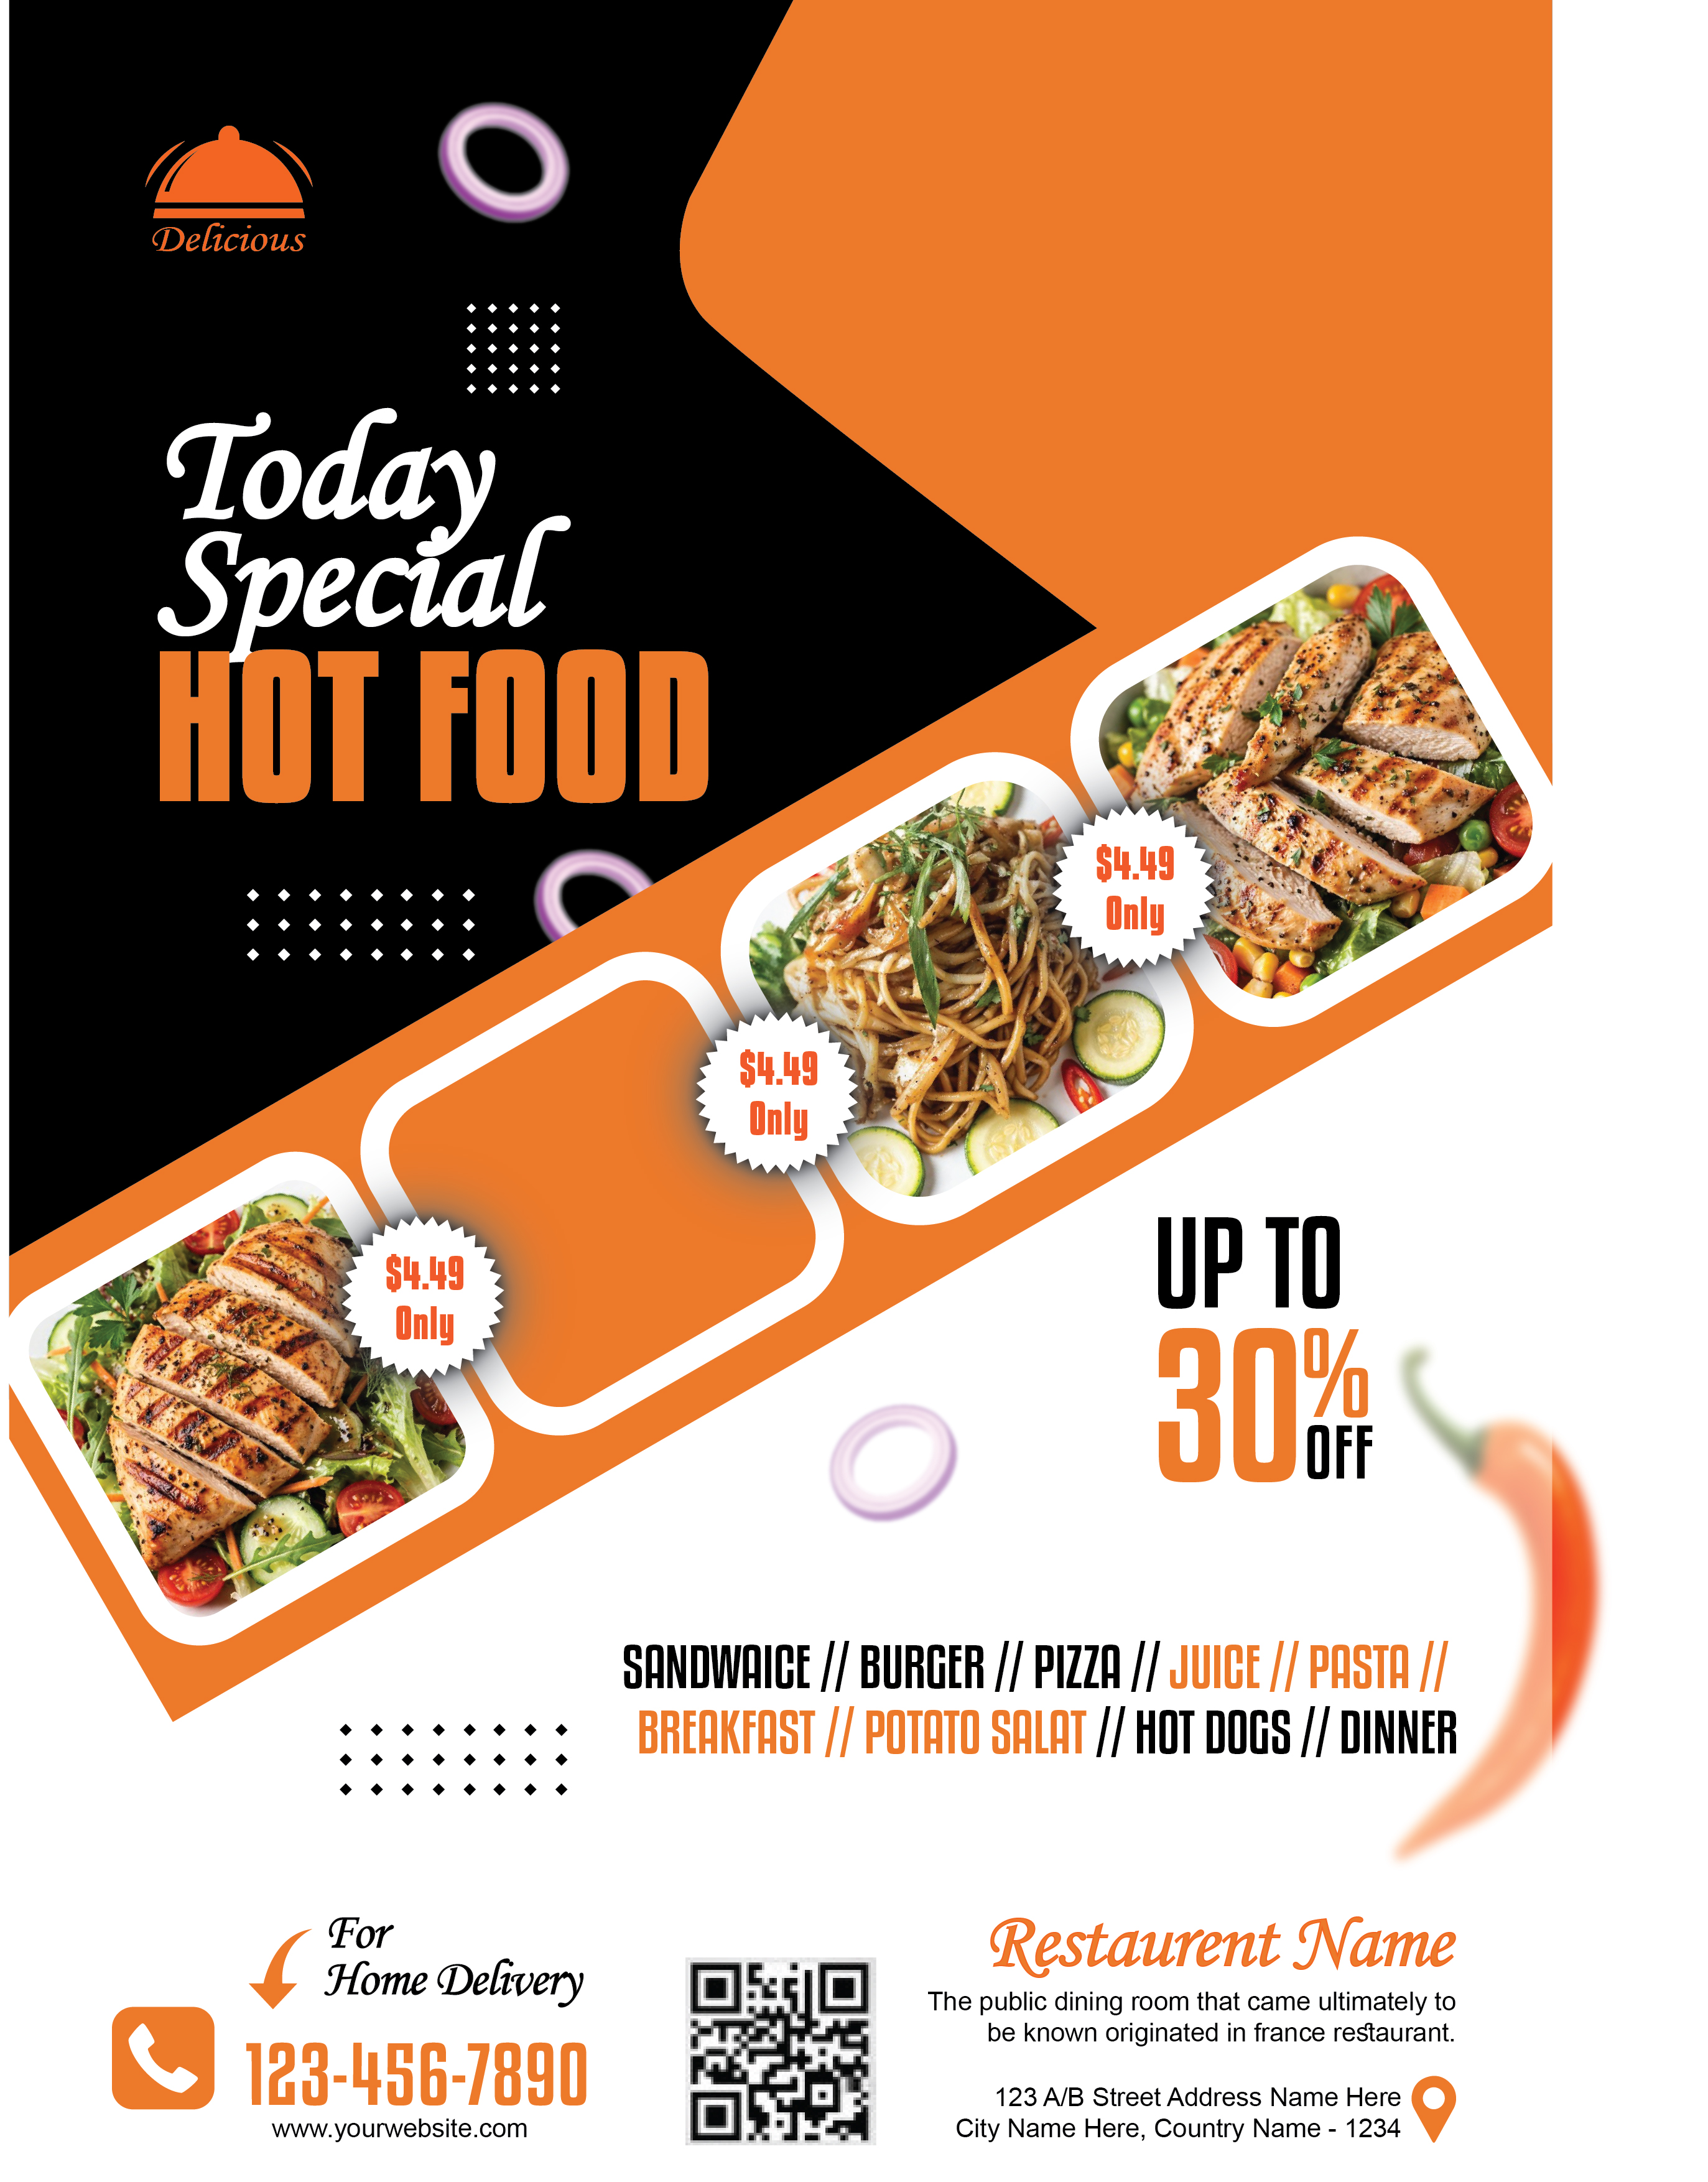 Delicious
Today
Special
HOT FOOD
$4.49
Only
$4.49
Only
$4.49
Only
UP TO
30%
OFF
SANDWAICE // BURGER // PIZZA // JUICE // PASTA //
BREAKFAST // POTATO SALAT // HOT DOGS // DINNER
For
Home Delivery
123-456-7890
www.yourwebsite.com
Restaurent Name
The public dining room that came ultimately to
be known originated in france restaurant.
123 A/B Street Address Name Here
City Name Here, Country Name - 1234